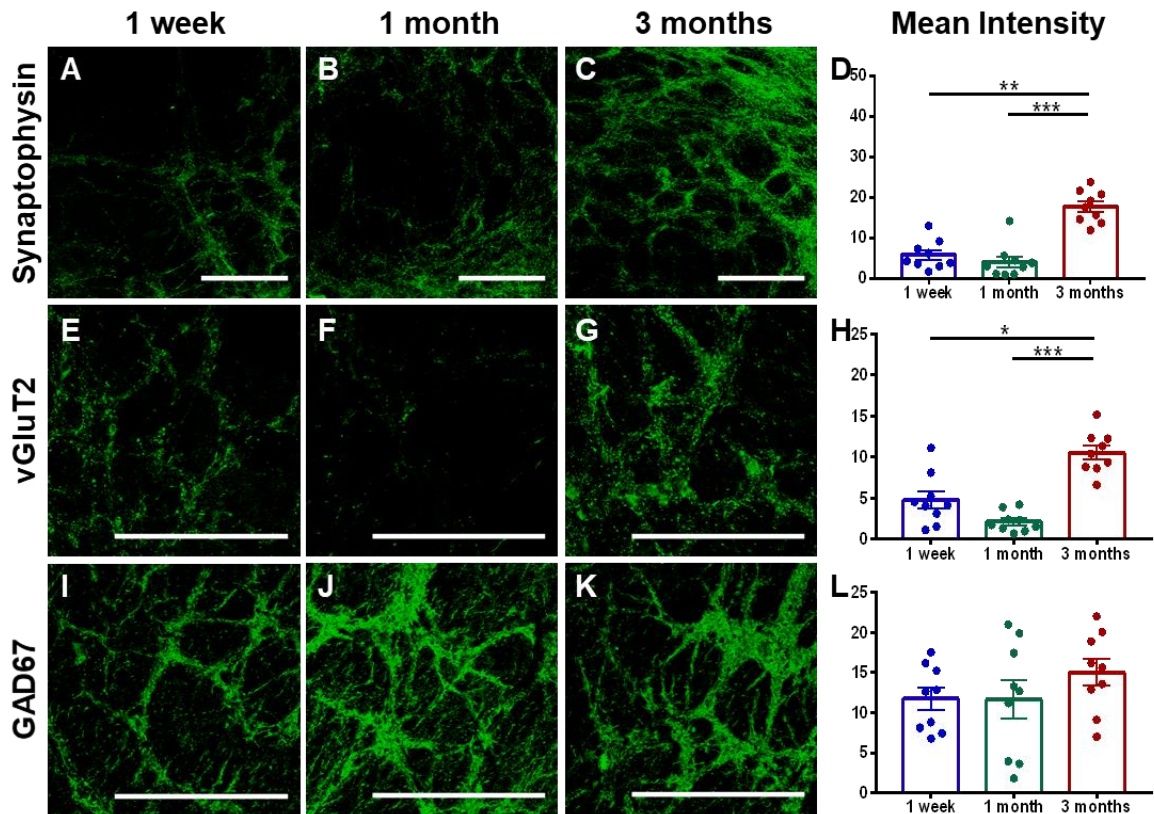 1 week 1 month 3 months Mean Intensity
Synaptophysin
A B C D
50
40
30
20
10
0
**
***
1 week 1 month 3 months
vGluT2
E F G H
25
20
15
10
5
0
*
***
1 week 1 month 3 months
GAD67
I J K L
25
20
15
10
5
0
1 week 1 month 3 months